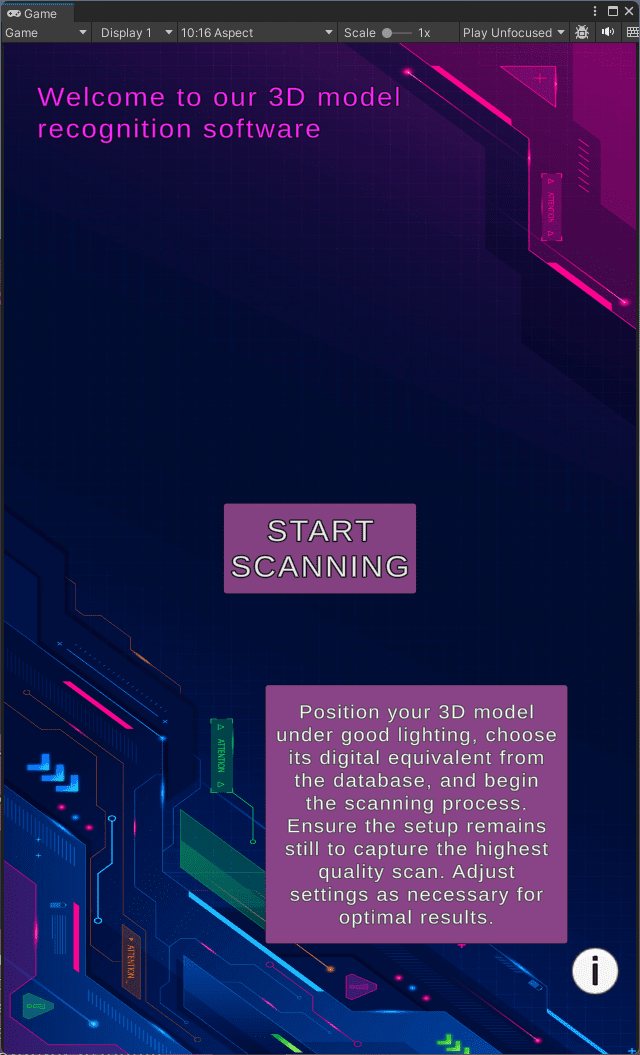 Game
Game Display 1 10:16 Aspect Scale 1x Play Unfocused
Welcome to our 3D model
recognition software
ATTENTION
START
SCANNING
Position your 3D model
under good lighting, choose
its digital equivalent from
the database, and begin
the scanning process.
Ensure the setup remains
still to capture the highest
quality scan. Adjust
settings as necessary for
optimal results.
ATTENTION
ATTENTION
i